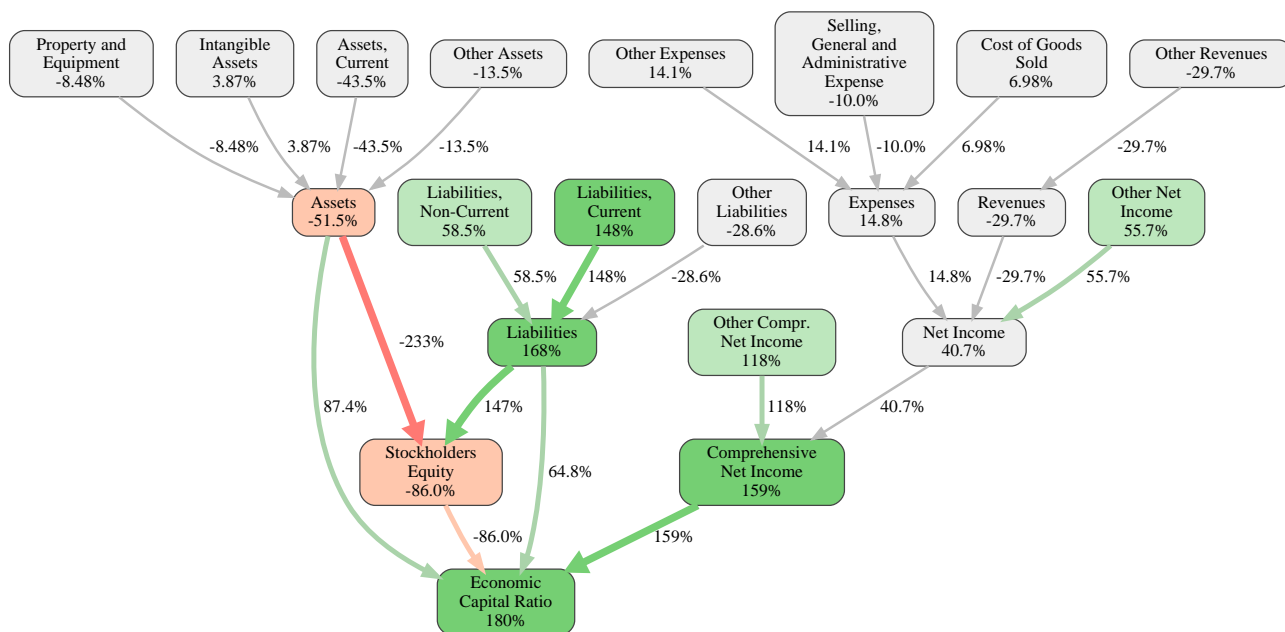 Property and
Equipment
-8.48%
Intangible
Assets
3.87%
Assets,
Current
-43.5%
Other Assets
-13.5%
Other Expenses
14.1%
Selling,
General and
Administrative
Expense
-10.0%
Cost of Goods
Sold
6.98%
Other Revenues
-29.7%
-8.48%
3.87%
-43.5%
-13.5%
14.1%
-10.0%
6.98%
-29.7%
Assets
-51.5%
Liabilities,
Non-Current
58.5%
Liabilities,
Current
148%
Other
Liabilities
-28.6%
Expenses
14.8%
Revenues
-29.7%
Other Net
Income
55.7%
58.5%
148%
-28.6%
14.8%
-29.7%
55.7%
-233%
Liabilities
168%
Other Compr.
Net Income
118%
Net Income
40.7%
87.4%
147%
118%
40.7%
Stockholders
Equity
-86.0%
64.8%
Comprehensive
Net Income
159%
-86.0%
159%
Economic
Capital Ratio
180%